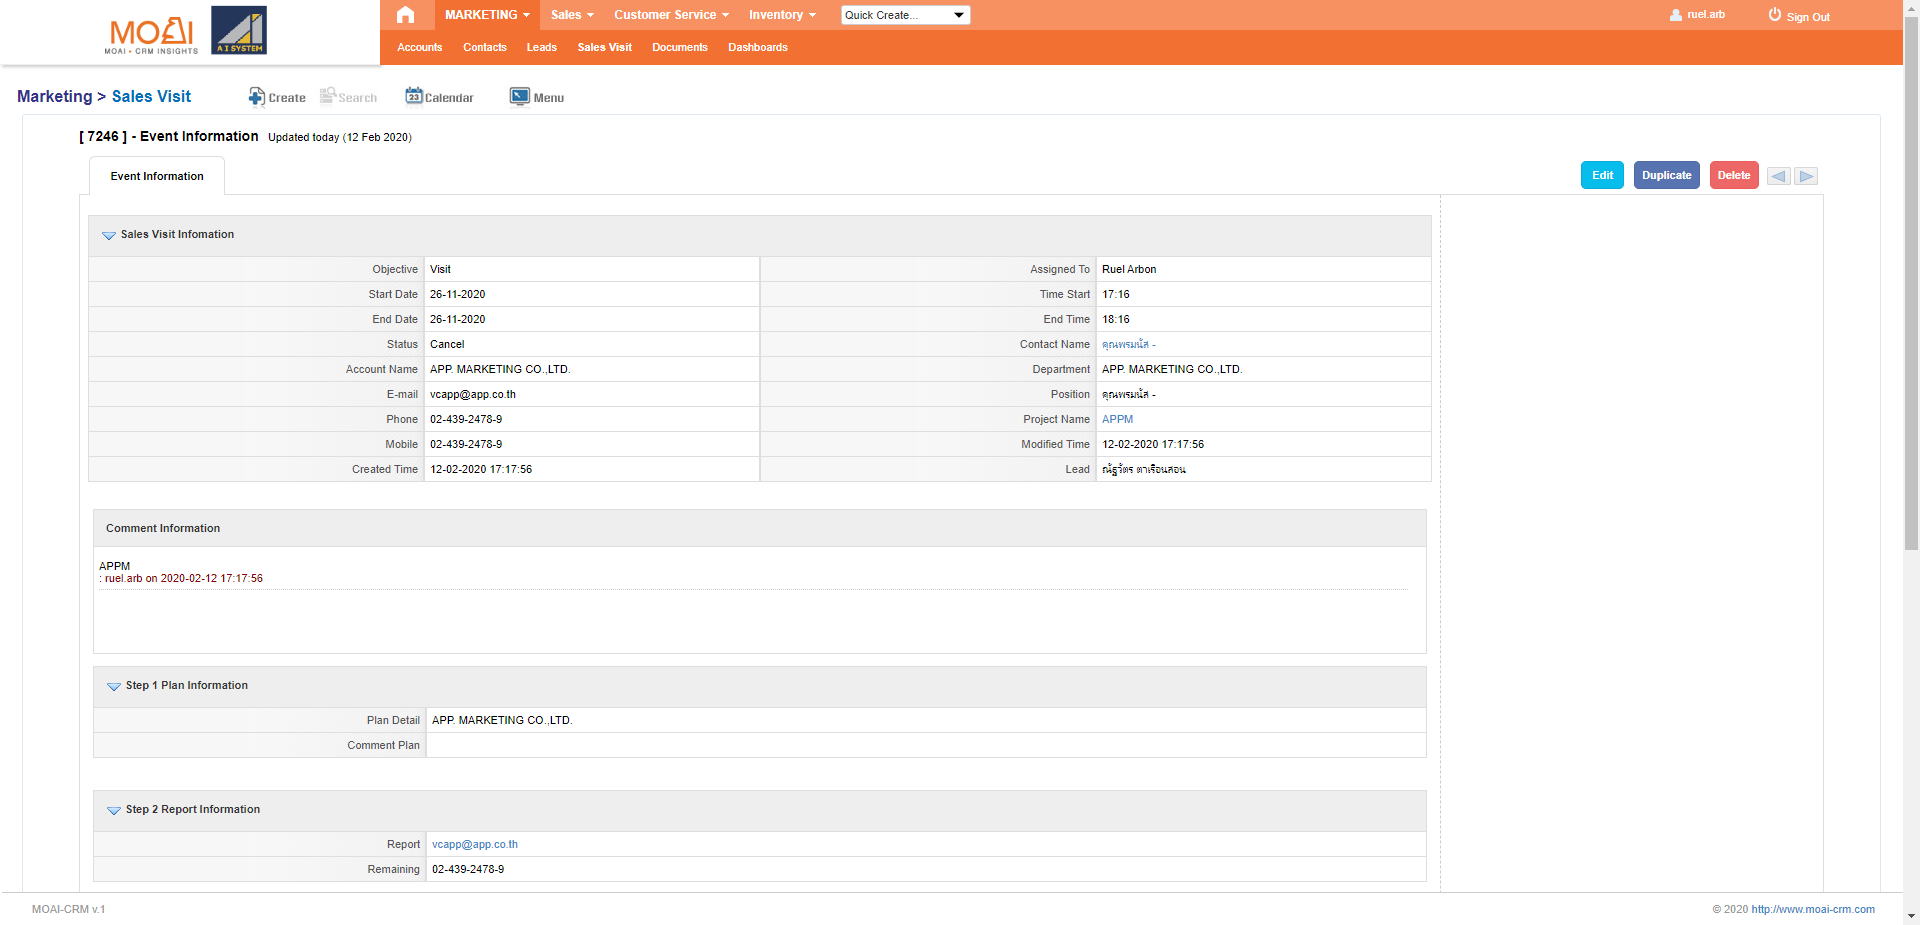 MOAI
MOAI • CRM INSIGHTS
A I SYSTEM
MARKETING
Sales
Customer Service
Inventory
Quick Create...
ruel.arb
Sign Out
Accounts
Contacts
Leads
Sales Visit
Documents
Dashboards
Marketing > Sales Visit
Create
Search
23
Calendar
Menu
[ 7246 ] - Event Information Updated today (12 Feb 2020)
Event Information
Edit
Duplicate
Delete
Sales Visit Infomation
Objective Visit Assigned To Ruel Arbon
Start Date 26-11-2020 Time Start 17:16
End Date 26-11-2020 End Time 18:16
Status Cancel Contact Name คุณพรมนัส -
Account Name APP. MARKETING CO.,LTD. Department APP. MARKETING CO.,LTD.
E-mail vcapp@app.co.th Position คุณพรมนัส -
Phone 02-439-2478-9 Project Name APPM
Mobile 02-439-2478-9 Modified Time 12-02-2020 17:17:56
Created Time 12-02-2020 17:17:56 Lead ณัฐวัตร ตาเรือนสอน
Comment Information
APPM
: ruel.arb on 2020-02-12 17:17:56
Step 1 Plan Information
Plan Detail APP. MARKETING CO.,LTD.
Comment Plan
Step 2 Report Information
Report vcapp@app.co.th
Remaining 02-439-2478-9
MOAI-CRM v.1
© 2020 http://www.moai-crm.com